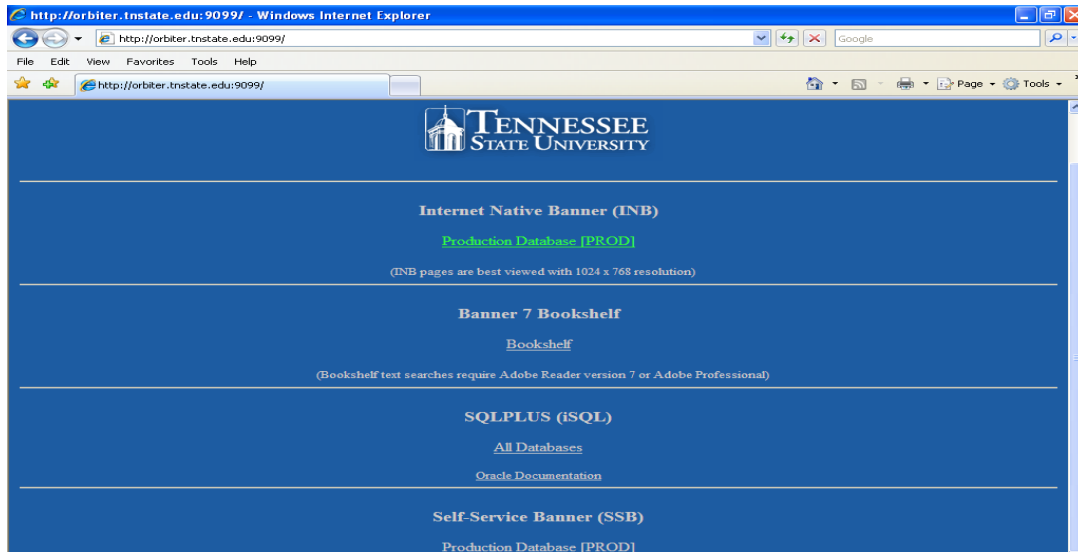 http://orbiter.tnstate.edu:9099/ - Windows Internet Explorer
http://orbiter.tnstate.edu:9099/
Google
File Edit View Favorites Tools Help
http://orbiter.tnstate.edu:9099/
Page Tools
TENNESSEE
STATE UNIVERSITY
Internet Native Banner (INB)
Production Database [PROD]
(INB pages are best viewed with 1024 x 768 resolution)
Banner 7 Bookshelf
Bookshelf
(Bookshelf text searches require Adobe Reader version 7 or Adobe Professional)
SQLPLUS (iSQL)
All Databases
Oracle Documentation
Self-Service Banner (SSB)
Production Database [PROD]